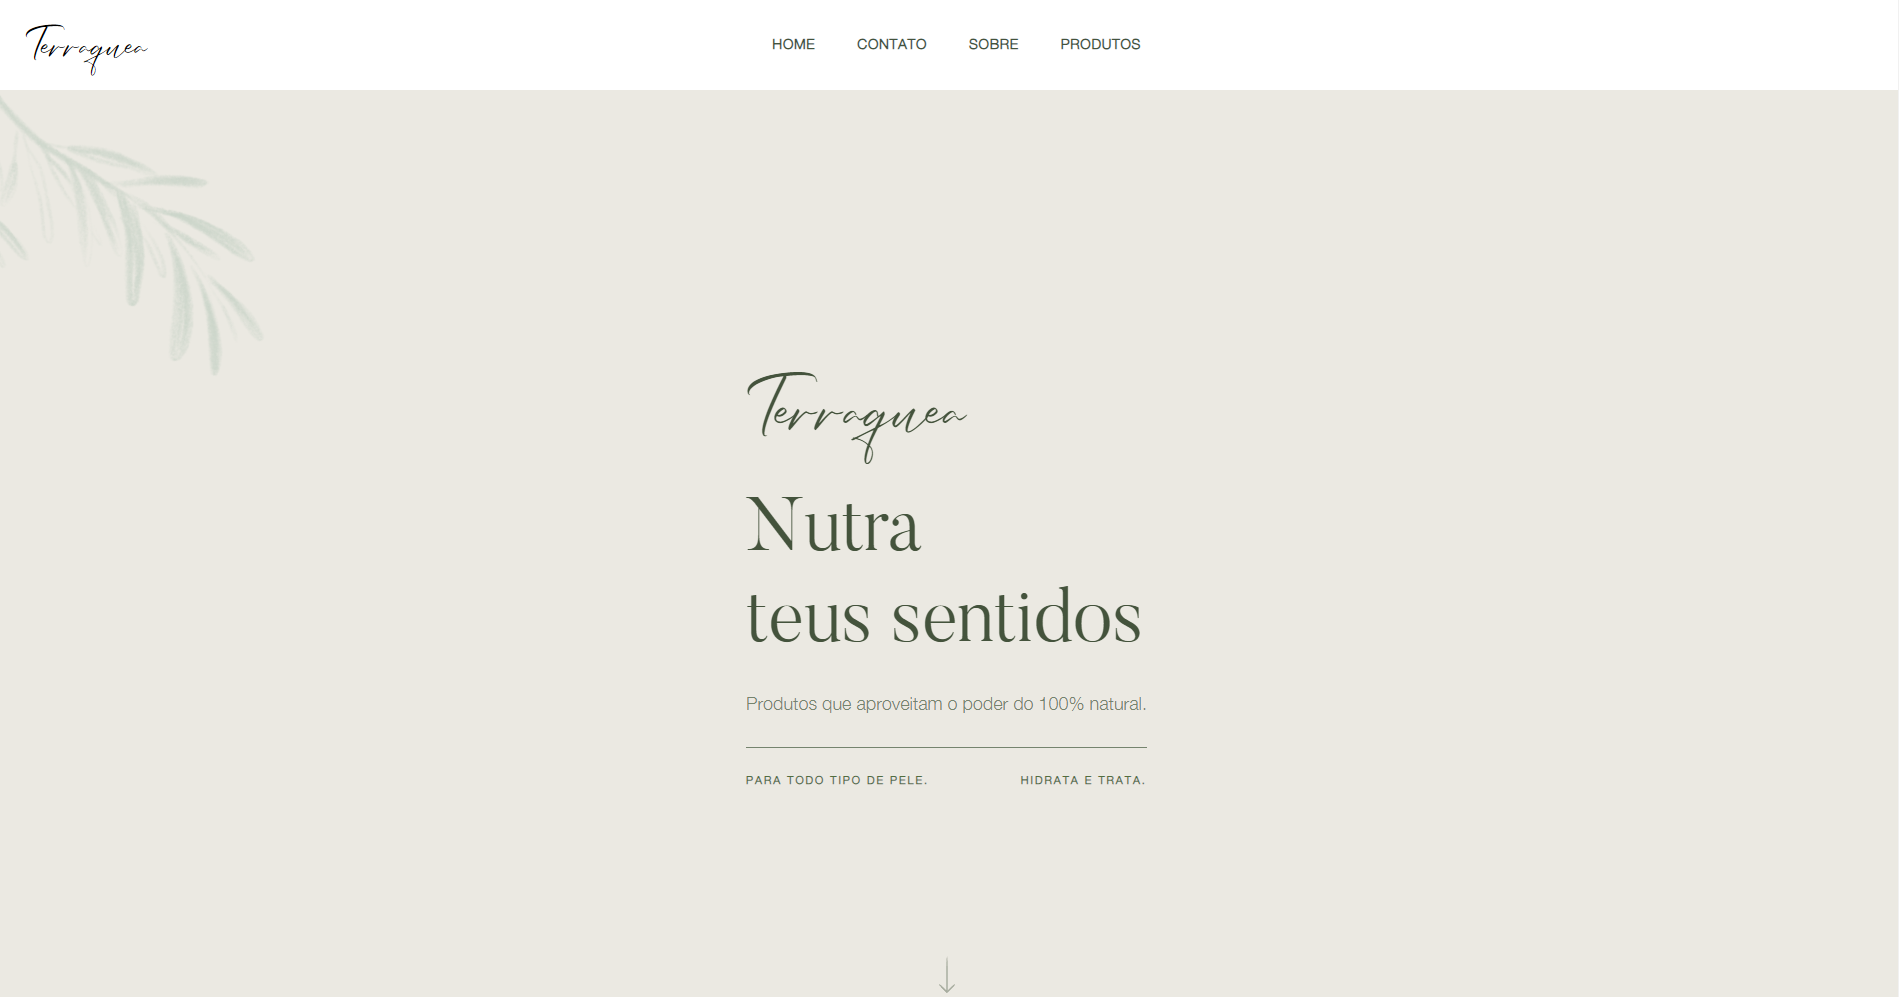 Terraquea
HOME CONTATO SOBRE PRODUTOS
Terraquea
Nutra
teus sentidos
Produtos que aproveitam o poder do 100% natural.
PARA TODO TIPO DE PELE. HIDRATA E TRATA.